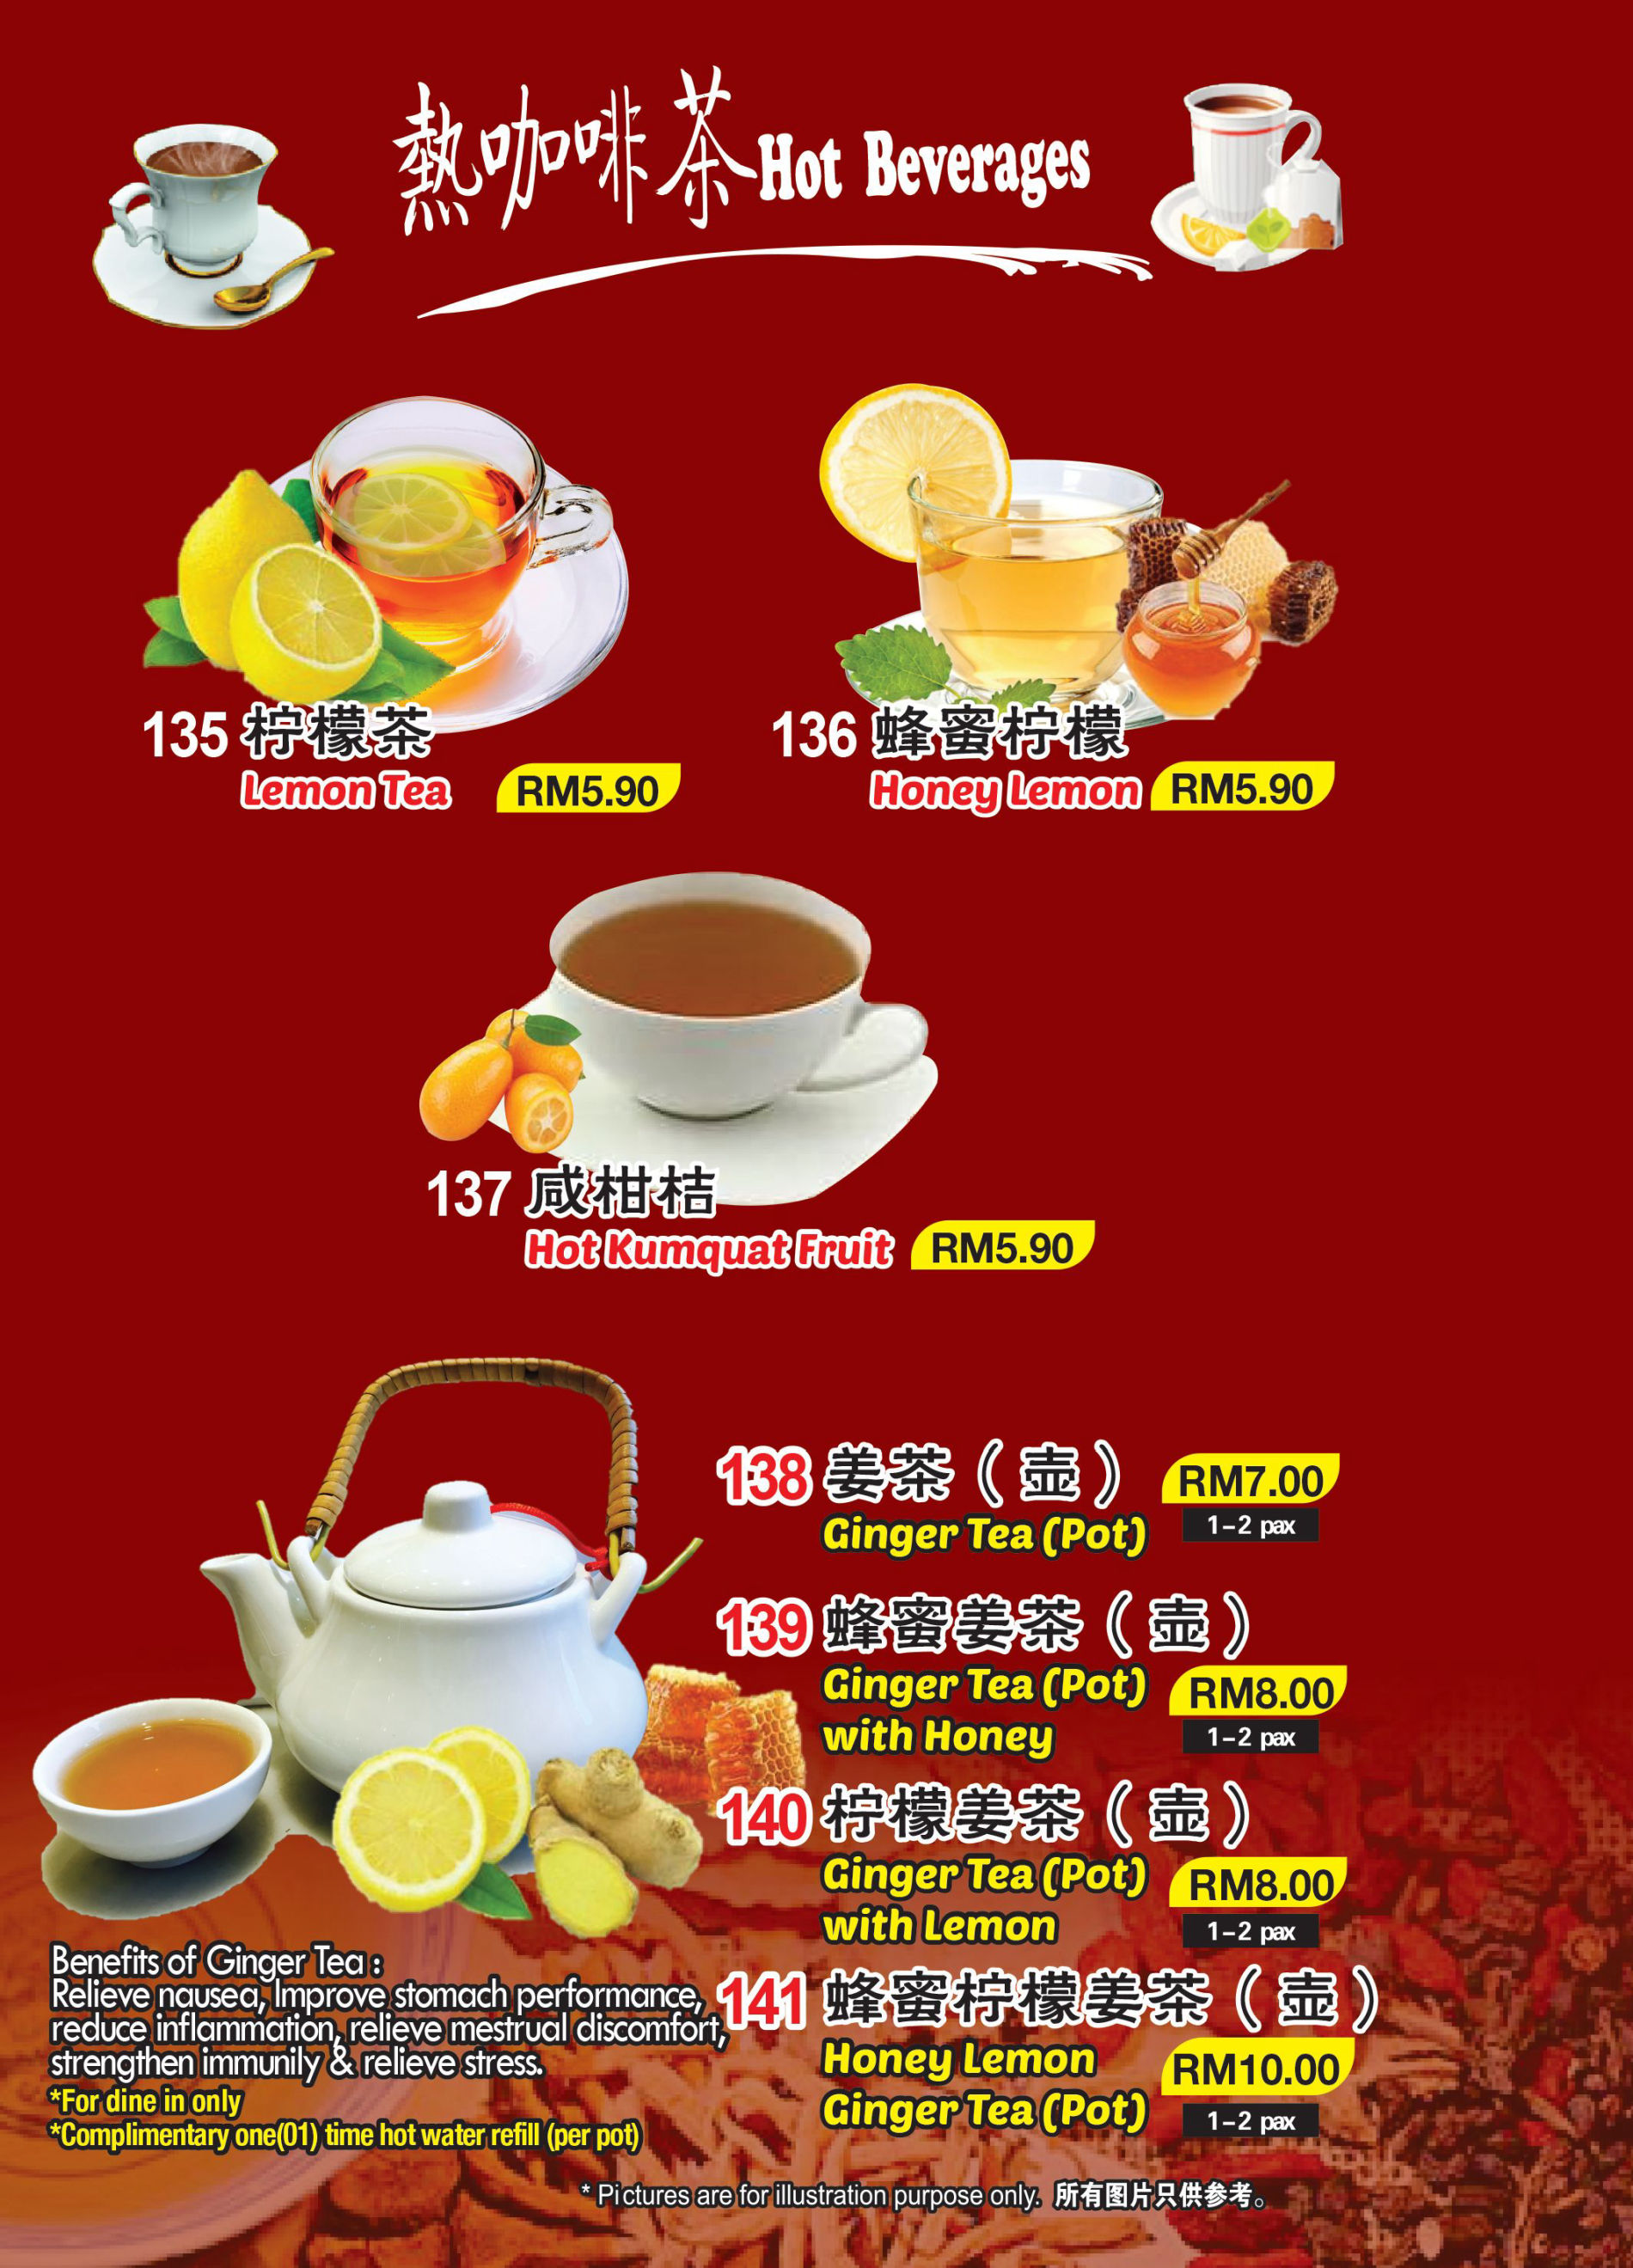 熱咖啡茶 Hot Beverages
135 柠檬茶
Lemon Tea RM5.90
136 蜂蜜柠檬
Honey Lemon RM5.90
137 咸柑桔
Hot Kumquat Fruit RM5.90
138 姜茶（壶） RM7.00
Ginger Tea (Pot) 1-2 pax
139 蜂蜜姜茶（壶）
Ginger Tea (Pot) RM8.00
with Honey 1-2 pax
140 柠檬姜茶（壶）
Ginger Tea (Pot) RM8.00
with Lemon 1-2 pax
141 蜂蜜柠檬姜茶（壶）
Honey Lemon RM10.00
Ginger Tea (Pot) 1-2 pax
Benefits of Ginger Tea :
Relieve nausea, Improve stomach performance,
reduce inflammation, relieve mestrual discomfort,
strengthen immunily & relieve stress.
*For dine in only
*Complimentary one(01) time hot water refill (per pot)
* Pictures are for illustration purpose only. 所有图片只供参考。